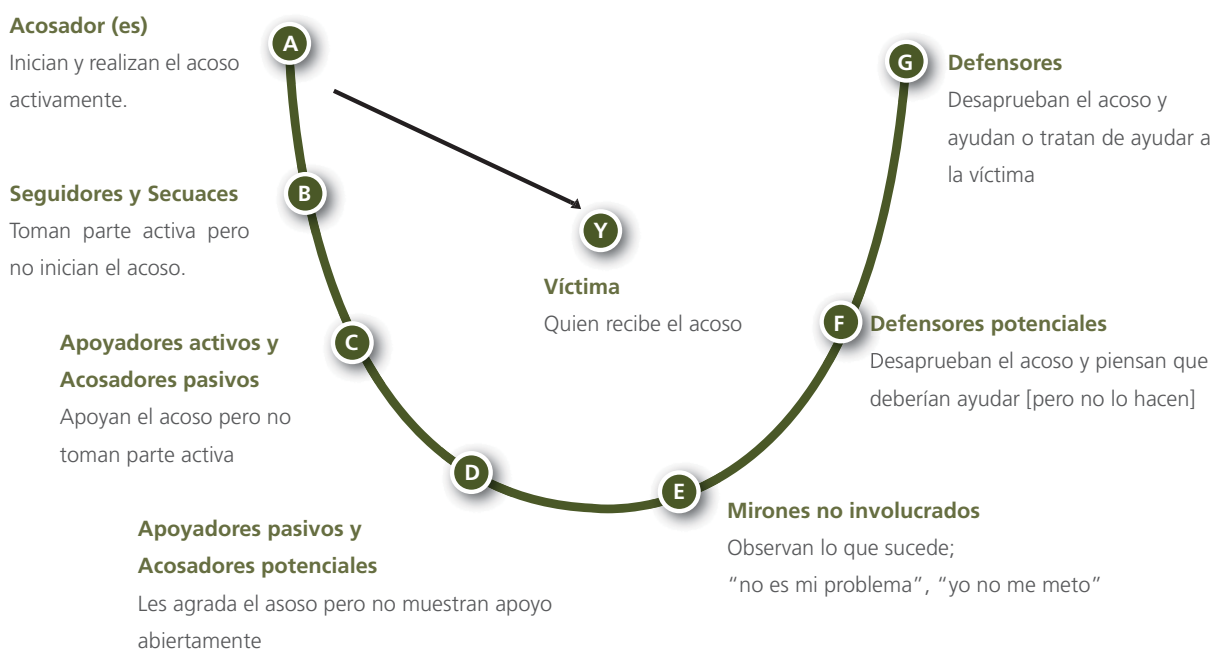 A
Acosador (es)
Inician y realizan el acoso
activamente.
B
Seguidores y Secuaces
Toman parte activa pero
no inician el acoso.
C
Apoyadores activos y
Acosadores pasivos
Apoyan el acoso pero no
toman parte activa
D
Apoyadores pasivos y
Acosadores potenciales
Les agrada el asoso pero no muestran apoyo
abiertamente
Y
Víctima
Quien recibe el acoso
E
Mirones no involucrados
Observan lo que sucede;
“no es mi problema”, “yo no me meto”
F
Defensores potenciales
Desaprueban el acoso y piensan que
deberían ayudar [pero no lo hacen]
G
Defensores
Desaprueban el acoso y
ayudan o tratan de ayudar a
la víctima